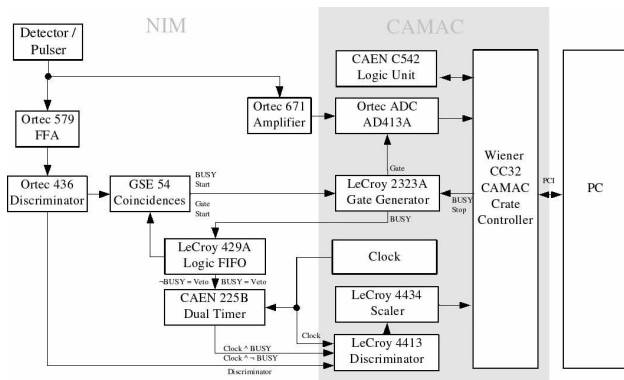 NIM
CAMAC
Detector /
Pulser
CAEN C542
Logic Unit
Ortec 579
FFA
Ortec 671
Amplifier
Ortec ADC
AD413A
Wiener
CC32
CAMAC
Crate
Controller
PCI
PC
Ortec 436
Discriminator
GSE 54
Coincidences
BUSY
Start
Gate
Start
Gate
LeCroy 2323A
Gate Generator
BUSY
Stop
BUSY
LeCroy 429A
Logic FIFO
Clock
¬BUSY = Veto
BUSY = Veto
CAEN 225B
Dual Timer
LeCroy 4434
Scaler
Clock
LeCroy 4413
Discriminator
Clock ^ BUSY
Clock ^ ¬ BUSY
Discriminator